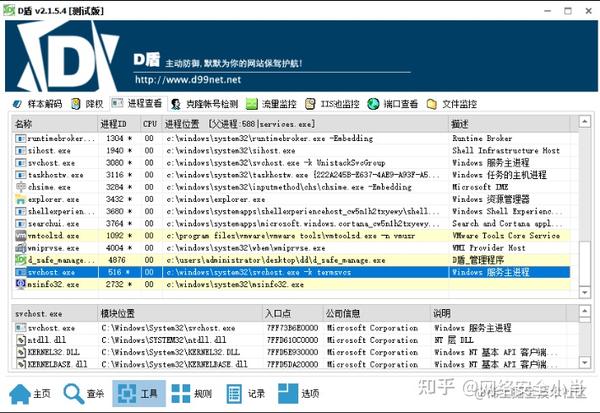 D盾 v2.1.5.4 [测试版]
D盾 主动防御,默默为你的网站保驾护航!
http://www.d99net.net
样本解码 降权 进程查看 克隆帐号检测 流量监控 IIS池监控 端口查看 文件监控
名称 进程ID CPU 进程位置 [父进程:588|services.exe] 描述
runtimebroker... 1304 * 00 c:\windows\system32\runtimebroker.exe -Embedding Runtime Broker
sihost.exe 1940 * 00 c:\windows\system32\sihost.exe Shell Infrastructure Host
svchost.exe 3080 * 00 c:\windows\system32\svchost.exe -k UnistackSvcGroup Windows 服务主进程
taskhostw.exe 3116 * 00 c:\windows\system32\taskhostw.exe [222A245B-E637-4AE9-A93F-A5... Windows 任务的主机进程
chsime.exe 3284 * 00 c:\windows\system32\inputmethod\chs\chsime.exe -Embedding Microsoft IME
explorer.exe 3432 * 00 c:\windows\explorer.exe Windows 资源管理器
shellexperien... 3680 * 00 c:\windows\systemapps\shellexperiencehost_cw5n1h2txyewy\shell... Windows Shell Experienc...
searchui.exe 3764 * 00 c:\windows\systemapps\microsoft.windows.cortana_cw5n1h2txyewy... Search and Cortana appl...
vmtoolsd.exe 1092 * 00 c:\program files\vmware\vmware tools\vmtoolsd.exe -n vmusr VMware Tools Core Service
wmiprvse.exe 4004 * 00 c:\windows\system32\wbem\wmiprvse.exe WMI Provider Host
d_safe_manage... 4876 00 c:\users\administrator\desktop\dd\d_safe_manage.exe D盾_管理程序
svchost.exe 516 * 00 c:\windows\system32\svchost.exe -k termsvcs Windows 服务主进程
msinfo32.exe 2732 * 00 c:\windows\system32\msinfo32.exe
svchost.exe 模块位置 入口点 公司信息 说明
svchost.exe C:\Windows\System32\svchost.exe 7FF73B6E0000 Microsoft Corporation Windows 服务主进程
ntdll.dll C:\Windows\SYSTEM32\ntdll.dll 7FFD610C0000 Microsoft Corporation NT 层 DLL
KERNEL32.DLL C:\Windows\System32\KERNEL32.DLL 7FFD5E930000 Microsoft Corporation Windows NT 基本 API 客户端...
KERNELBASE.dll C:\Windows\System32\KERNELBASE.dll 7FFD5DA20000 Microsoft Corporation Windows NT 基本 API 客户端...
主页 查杀 工具 规则 记录 选项
知乎 @网络安全小肖